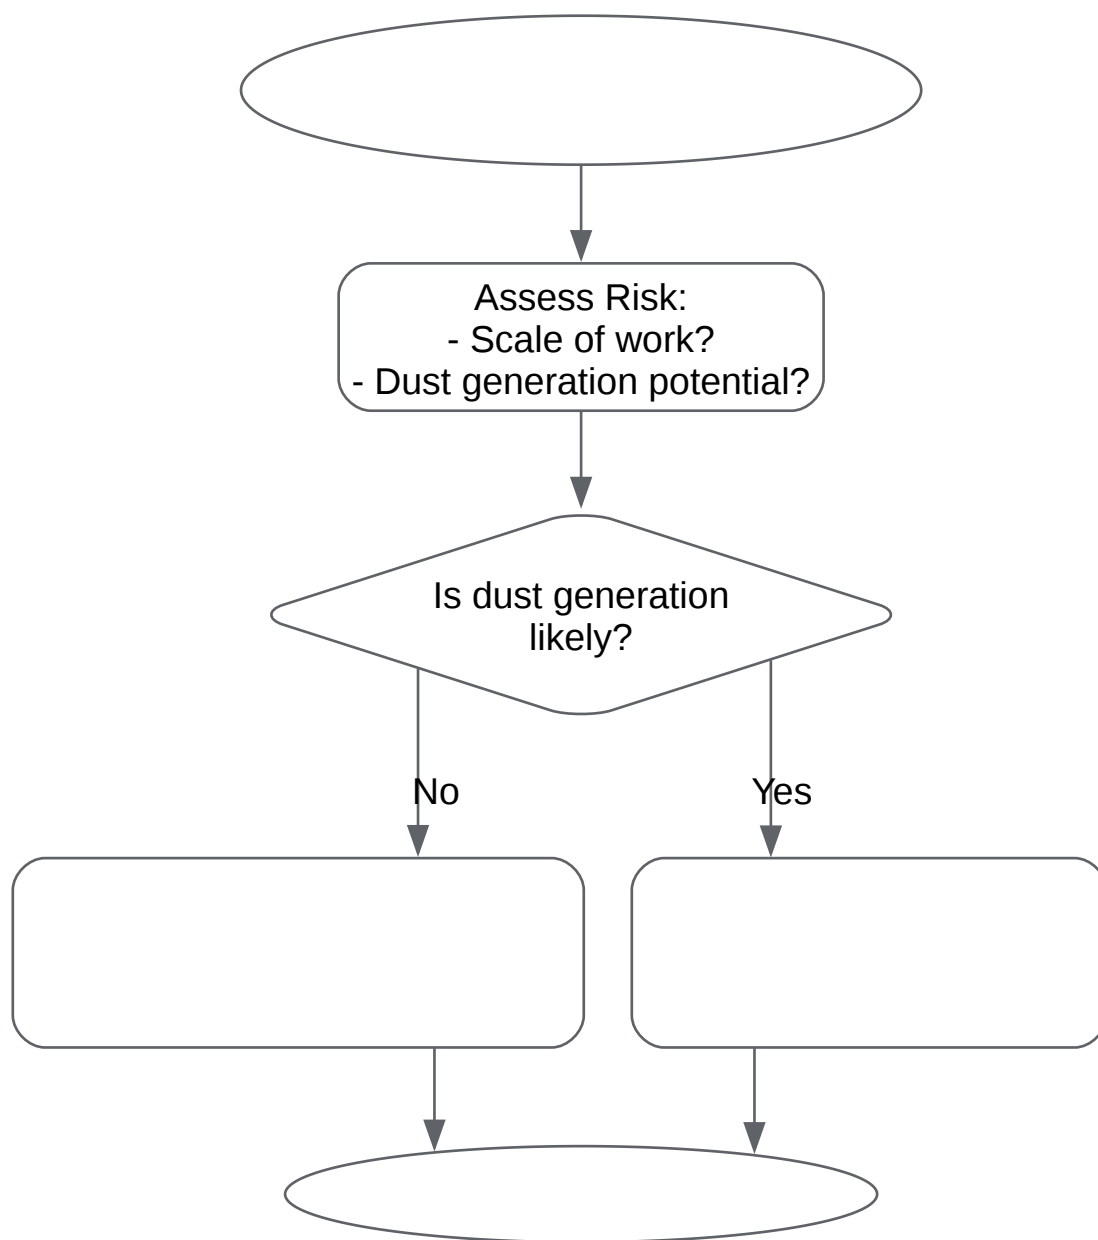 Assess Risk:
- Scale of work?
- Dust generation potential?
Is dust generation
likely?
No
Yes